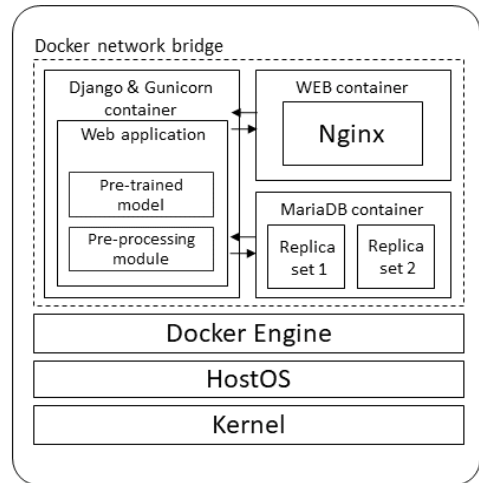 Docker network bridge
Django & Gunicorn
container
Web application
Pre-trained
model
Pre-processing
module
WEB container
Nginx
MariaDB container
Replica
set 1
Replica
set 2
Docker Engine
HostOS
Kernel